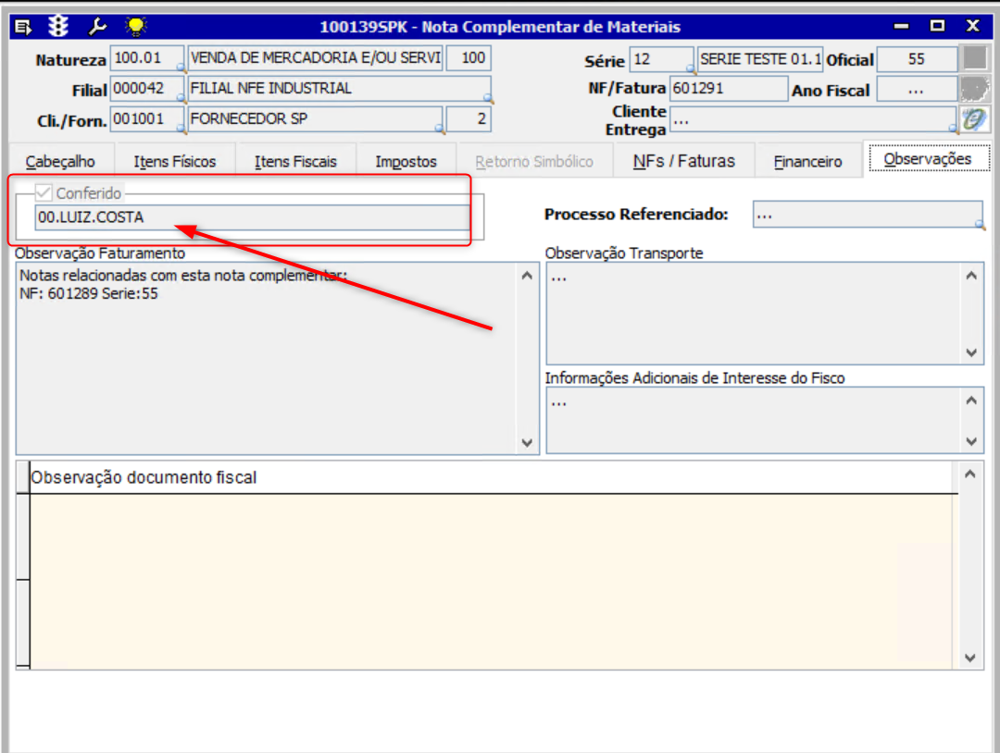 100139SPK - Nota Complementar de Materiais
Natureza 100.01 VENDA DE MERCADORIA E/OU SERVI 100 Série 12 SERIE TESTE 01.1 Oficial 55
Filial 000042 FILIAL NFE INDUSTRIAL NF/Fatura 601291 Ano Fiscal ...
Cli./Forn. 001001 FORNECEDOR SP 2 Cliente Entrega ...
Cabeçalho Itens Físicos Itens Fiscais Impostos Retorno Simbólico NFs / Faturas Financeiro Observações
Conferido
00.LUIZ.COSTA
Processo Referenciado: ...
Observação Faturamento
Notas relacionadas com esta nota complementar:
NF: 601289 Serie:55
Observação Transporte
...
Informações Adicionais de Interesse do Fisco
...
Observação documento fiscal